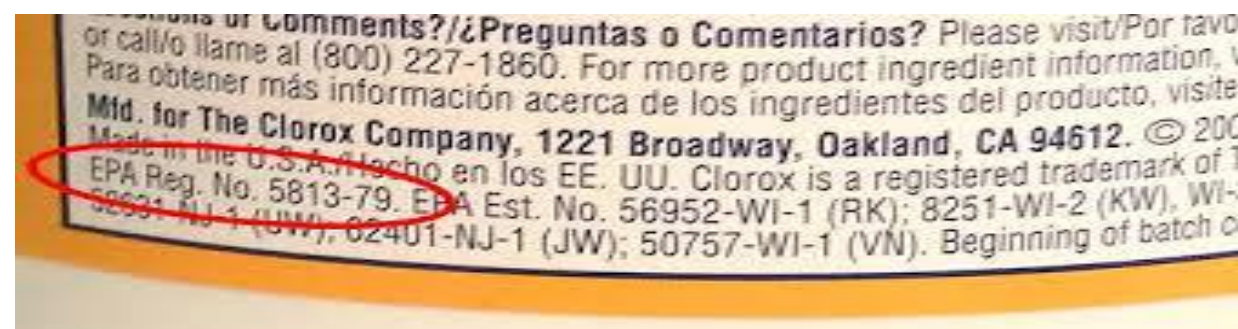 or Comments?/¿Preguntas o Comentarios? Please visit/Por favo
or call/o llame al (800) 227-1860. For more product ingredient information, v
Para obtener más información acerca de los ingredientes del producto, visite
Mfd. for The Clorox Company, 1221 Broadway, Oakland, CA 94612. © 200
Made in the U.S.A./Hecho en los EE. UU. Clorox is a registered trademark of T
EPA Reg. No. 5813-79. EPA Est. No. 56952-WI-1 (RK); 8251-WI-2 (KW), WI-
NJ-1 (UW), 62401-NJ-1 (JW); 50757-WI-1 (VN). Beginning of batch c